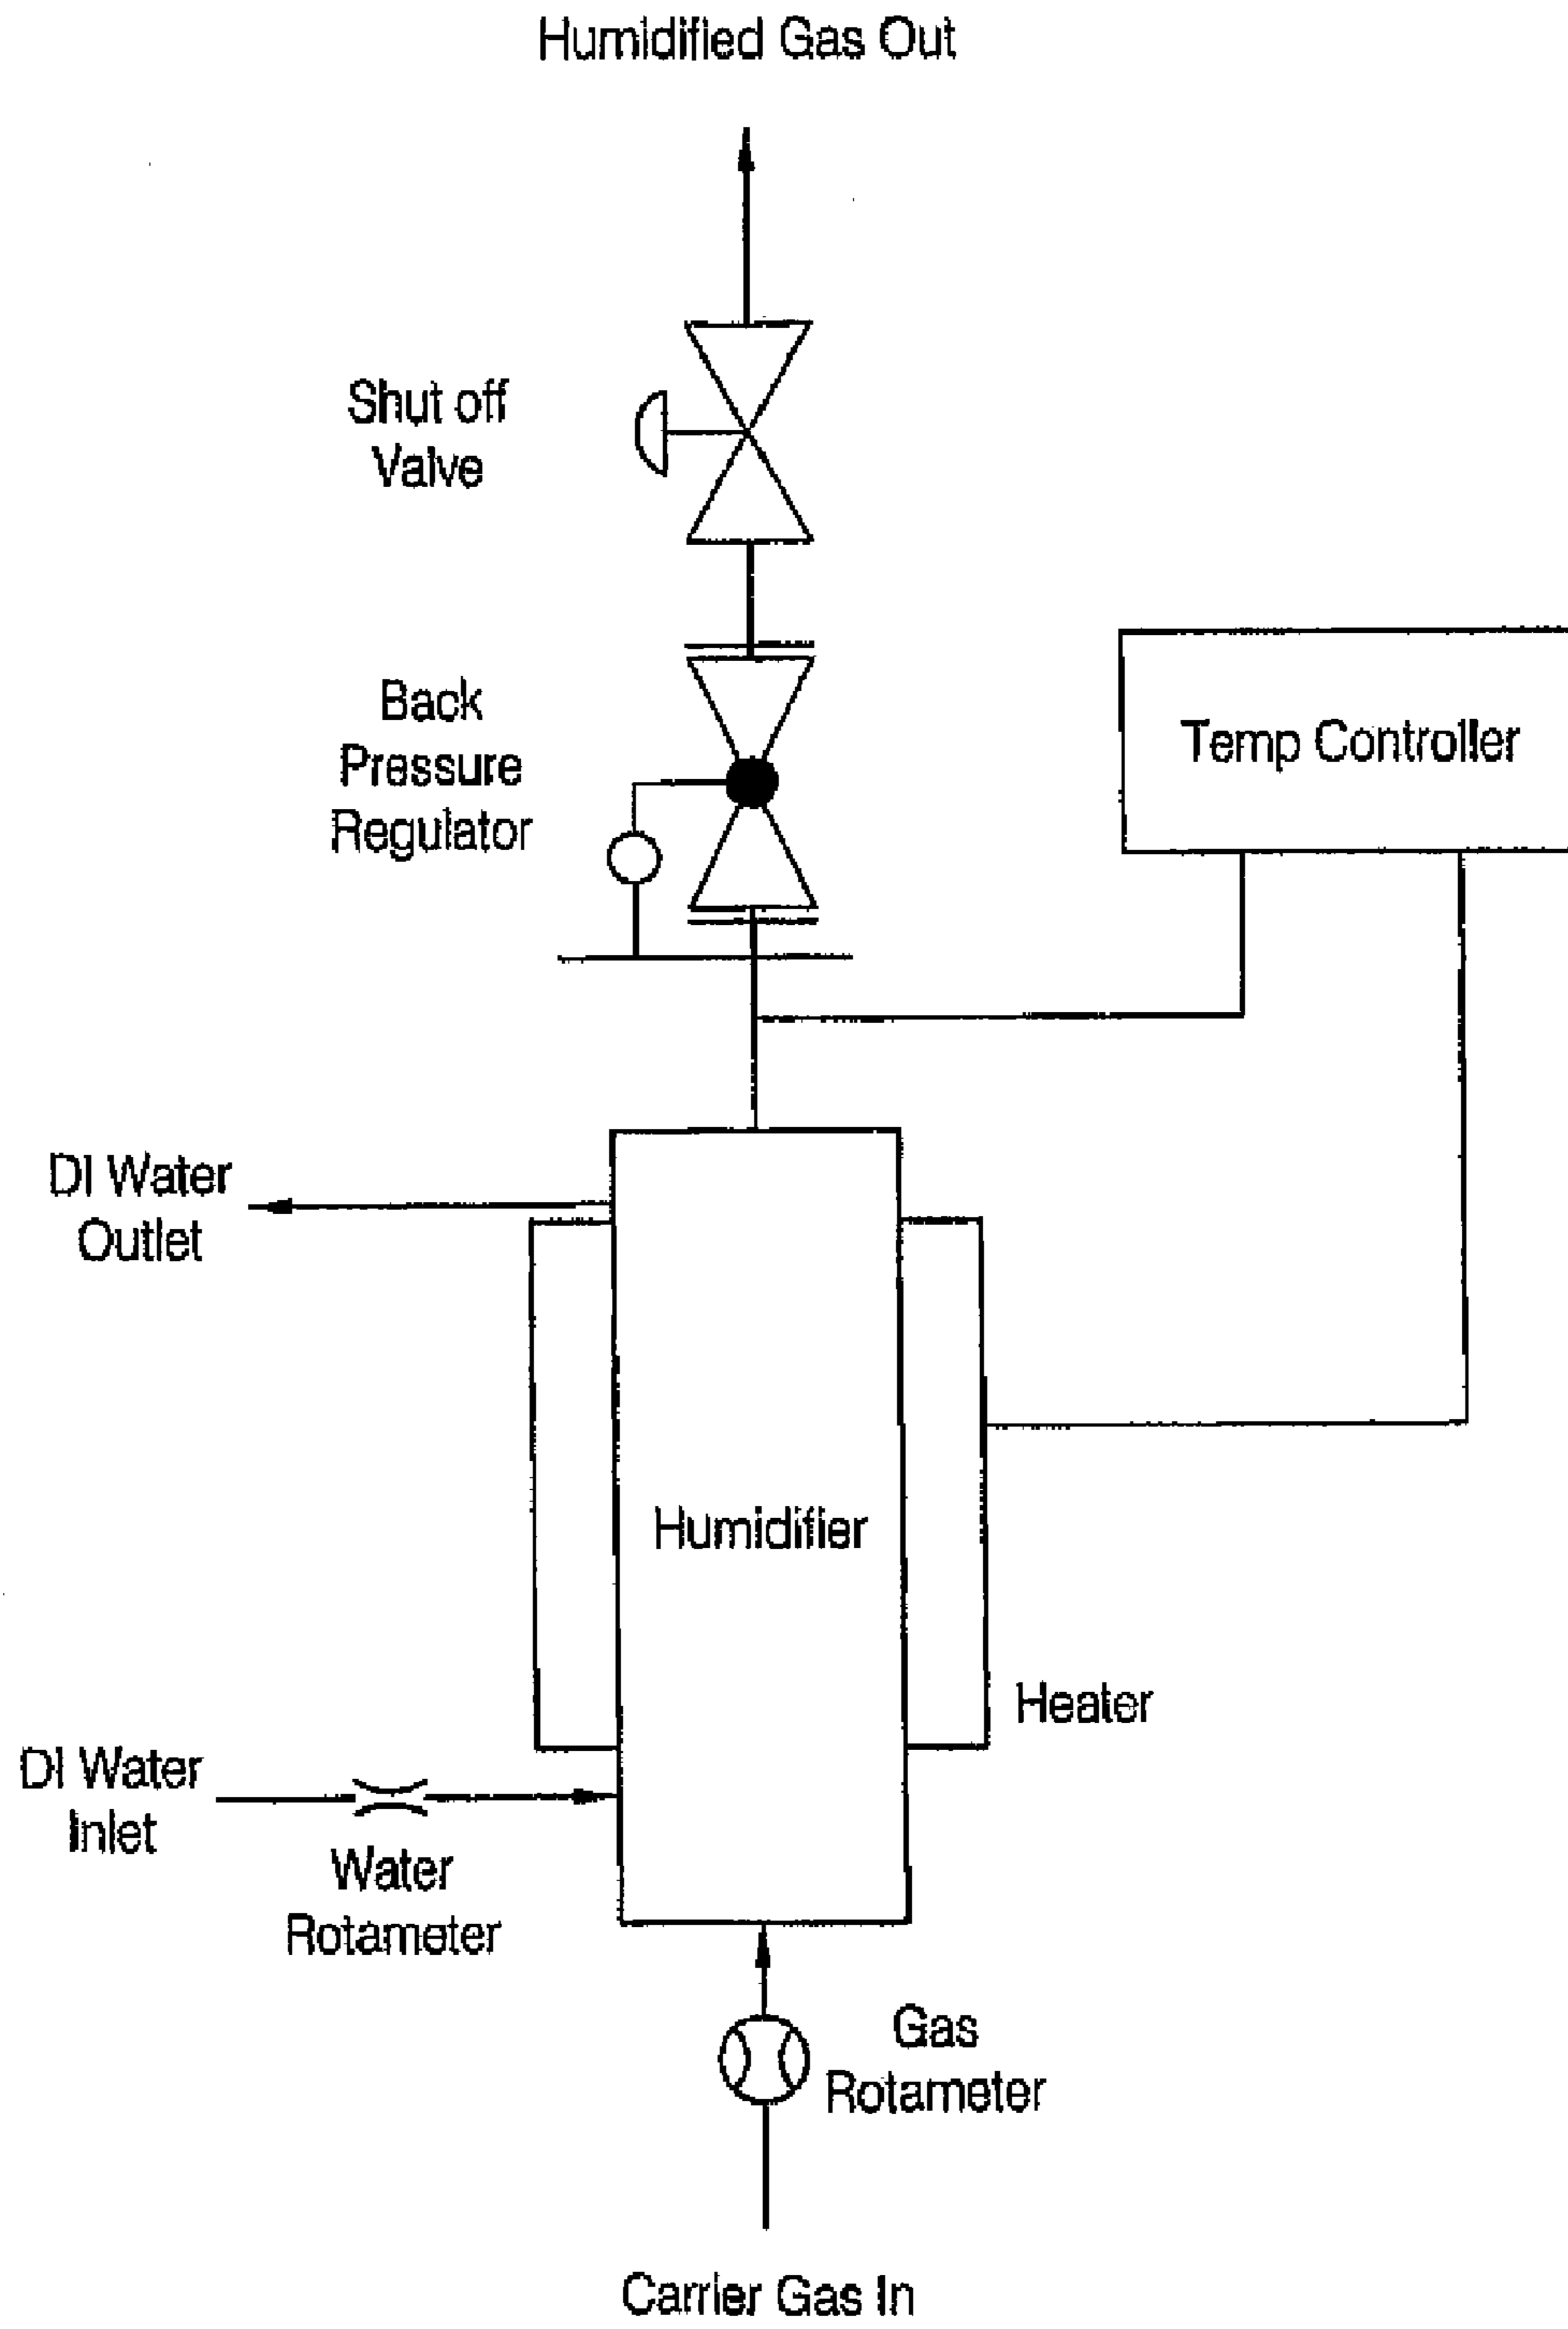 Humidified Gas Out
Shut off
Valve
Back
Pressure
Regulator
Temp Controller
DI Water
Outlet
Humidifier
Heater
DI Water
Inlet
Water
Rotameter
Gas
Rotameter
Carrier Gas In